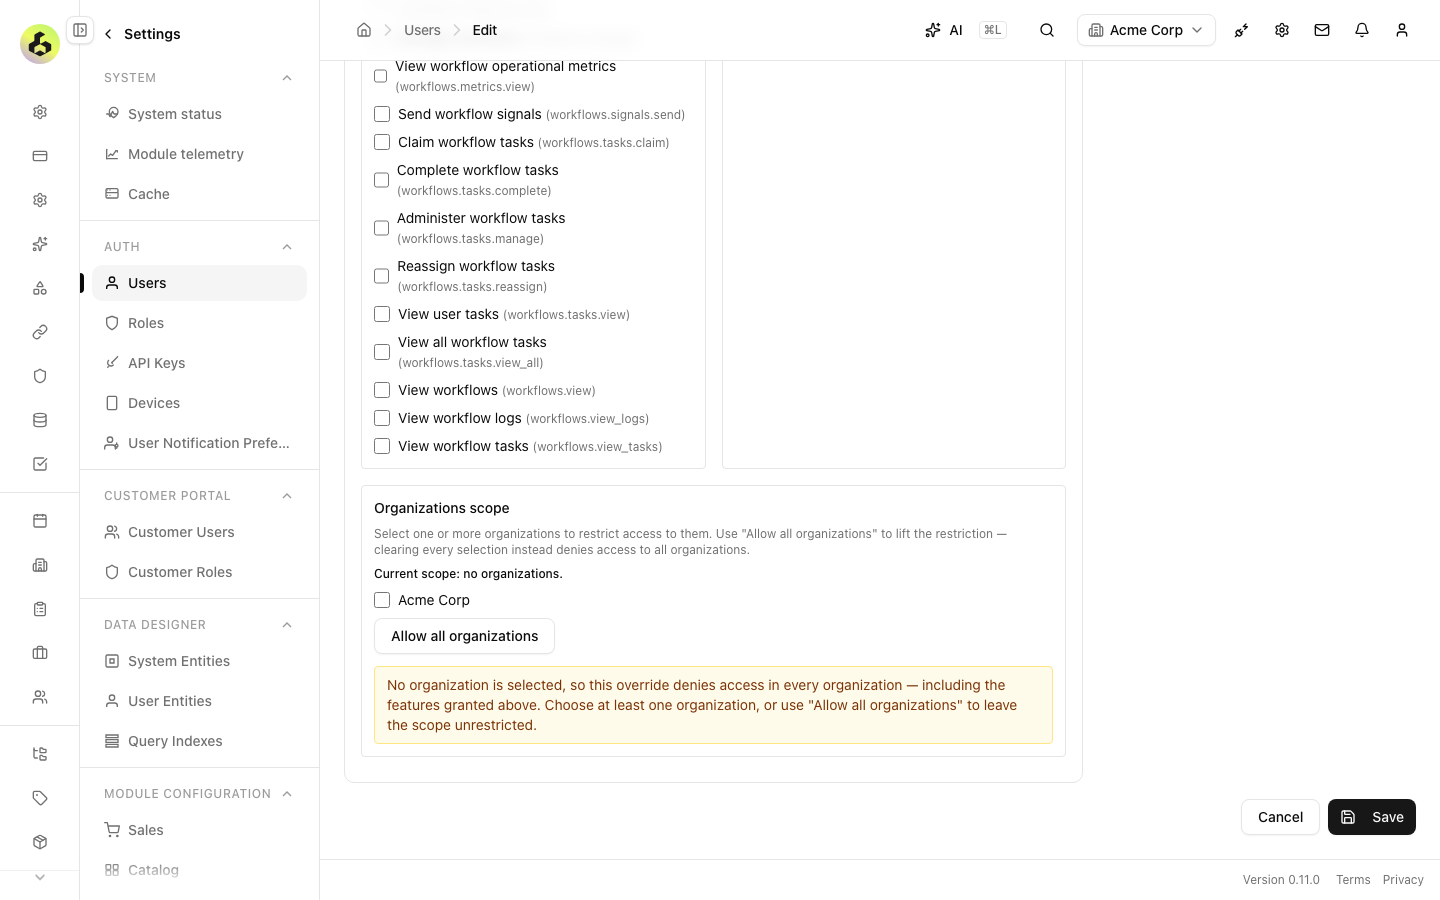 Settings
Users
Edit
AI
⌘L
Acme Corp
SYSTEM
System status
Module telemetry
Cache
AUTH
Users
Roles
API Keys
Devices
User Notification Prefe...
CUSTOMER PORTAL
Customer Users
Customer Roles
DATA DESIGNER
System Entities
User Entities
Query Indexes
MODULE CONFIGURATION
Sales
Catalog
View workflow operational metrics
(workflows.metrics.view)
Send workflow signals (workflows.signals.send)
Claim workflow tasks (workflows.tasks.claim)
Complete workflow tasks
(workflows.tasks.complete)
Administer workflow tasks
(workflows.tasks.manage)
Reassign workflow tasks
(workflows.tasks.reassign)
View user tasks (workflows.tasks.view)
View all workflow tasks
(workflows.tasks.view_all)
View workflows (workflows.view)
View workflow logs (workflows.view_logs)
View workflow tasks (workflows.view_tasks)
Organizations scope
Select one or more organizations to restrict access to them. Use "Allow all organizations" to lift the restriction —
clearing every selection instead denies access to all organizations.
Current scope: no organizations.
Acme Corp
Allow all organizations
No organization is selected, so this override denies access in every organization — including the
features granted above. Choose at least one organization, or use "Allow all organizations" to leave
the scope unrestricted.
Cancel
Save
Version 0.11.0
Terms
Privacy